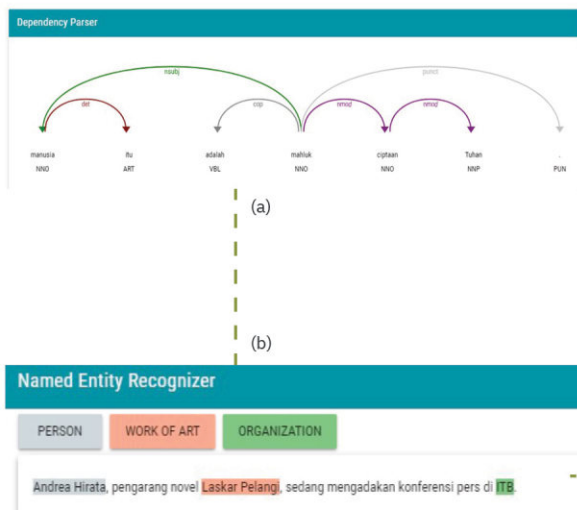 Dependency Parser
nsubj
punct
det
cop
nmod
nmod
manusia itu adalah mahluk ciptaan Tuhan .
NNO ART VBL NNO NNO NNP PUN
(a)
(b)
Named Entity Recognizer
PERSON WORK OF ART ORGANIZATION
Andrea Hirata, pengarang novel Laskar Pelangi, sedang mengadakan konferensi pers di ITB.